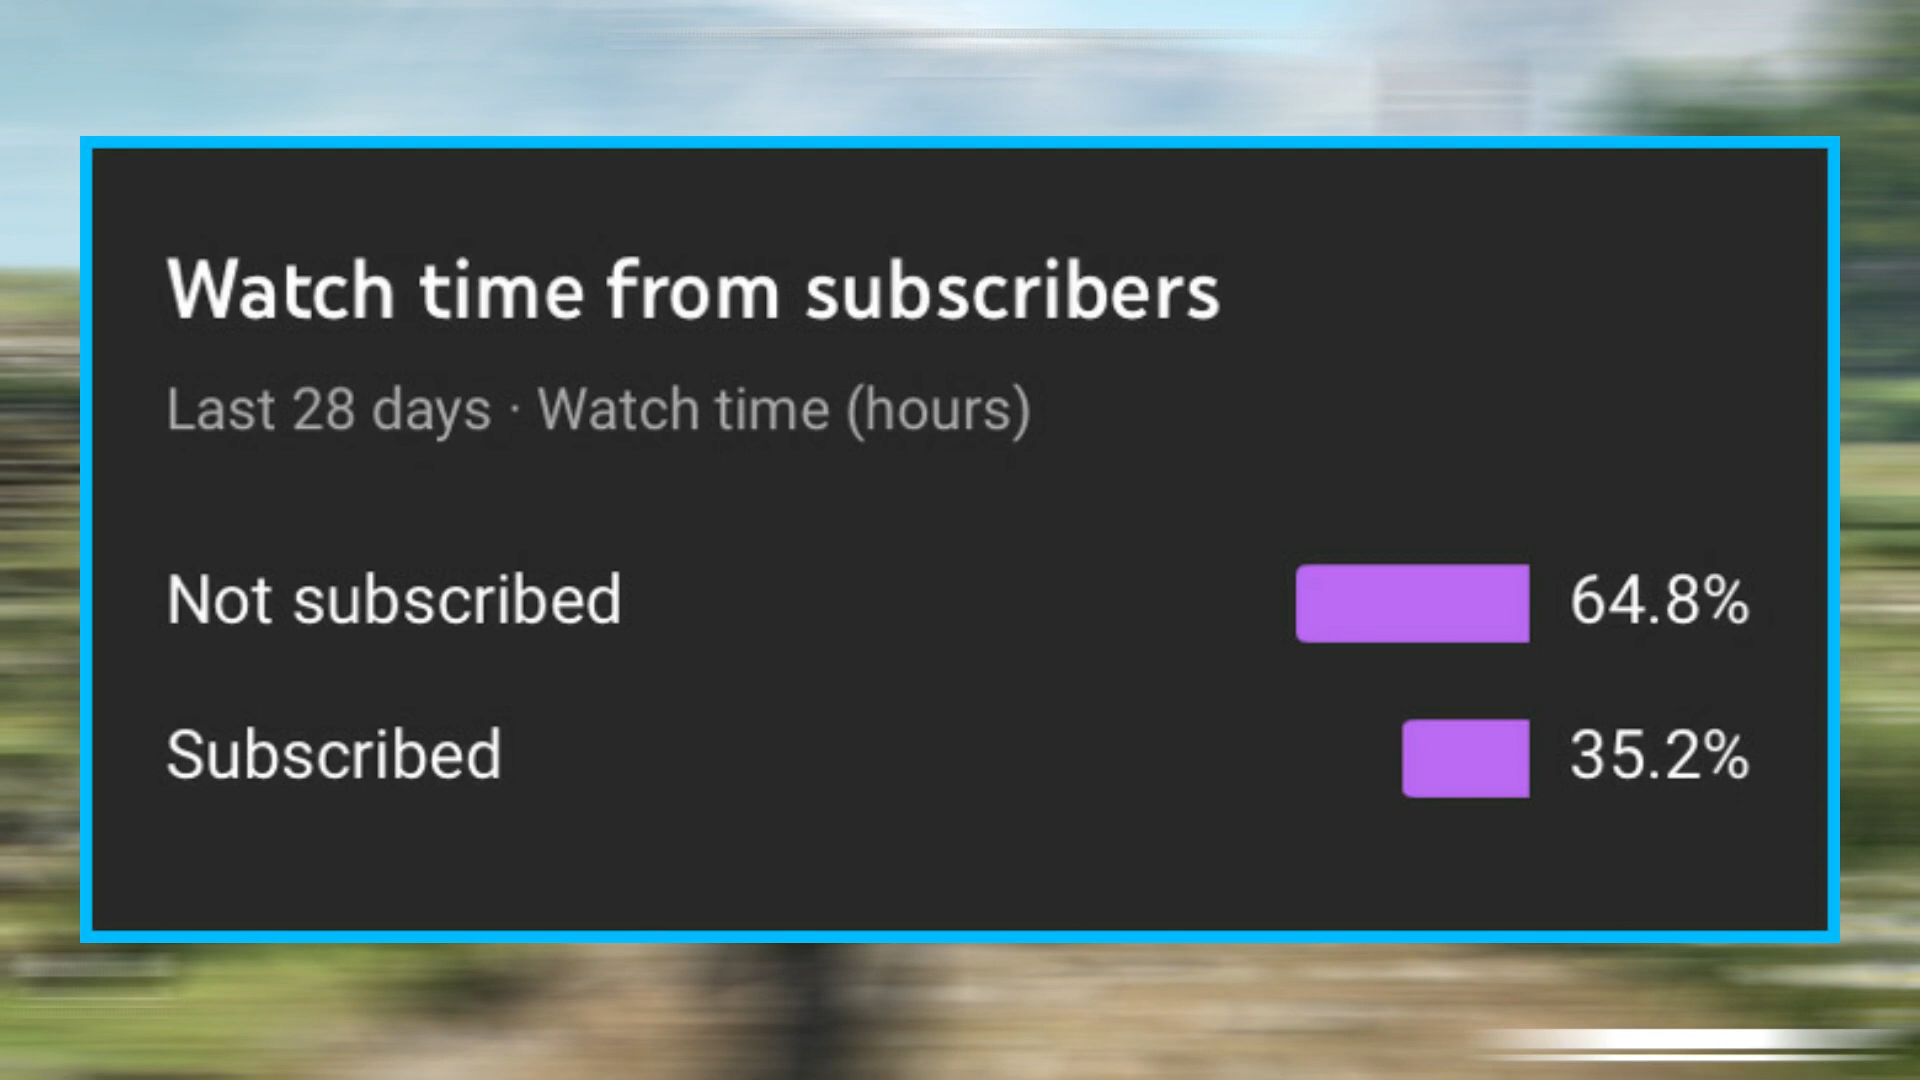 Watch time from subscribers
Last 28 days · Watch time (hours)
Not subscribed 64.8%
Subscribed 35.2%